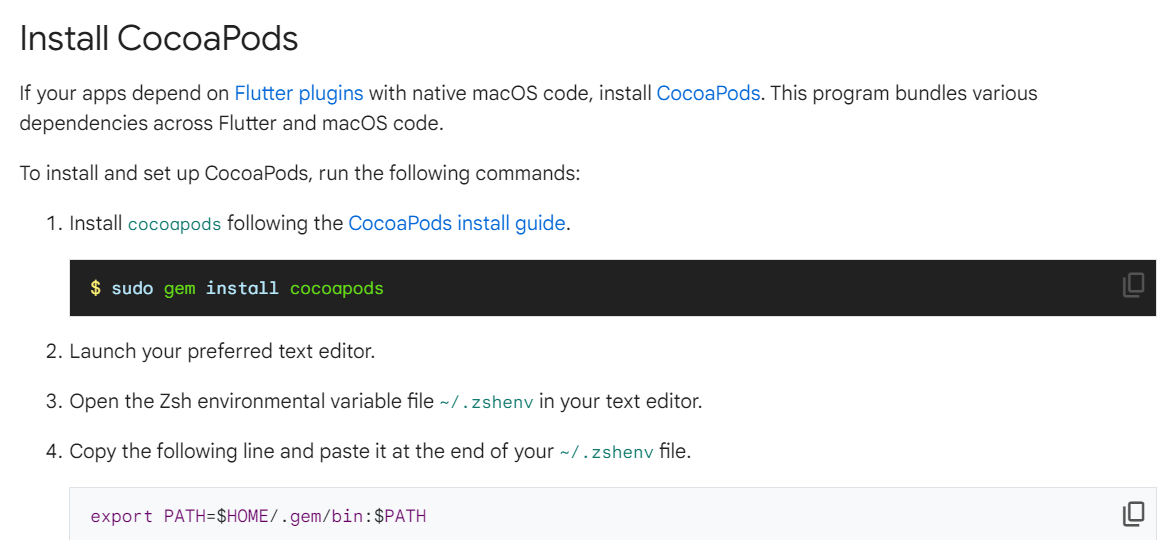 Install CocoaPods
If your apps depend on Flutter plugins with native macOS code, install CocoaPods. This program bundles various
dependencies across Flutter and macOS code.
To install and set up CocoaPods, run the following commands:
1. Install cocoapods following the CocoaPods install guide.
$ sudo gem install cocoapods
2. Launch your preferred text editor.
3. Open the Zsh environmental variable file ~/.zshenv in your text editor.
4. Copy the following line and paste it at the end of your ~/.zshenv file.
export PATH=$HOME/.gem/bin:$PATH